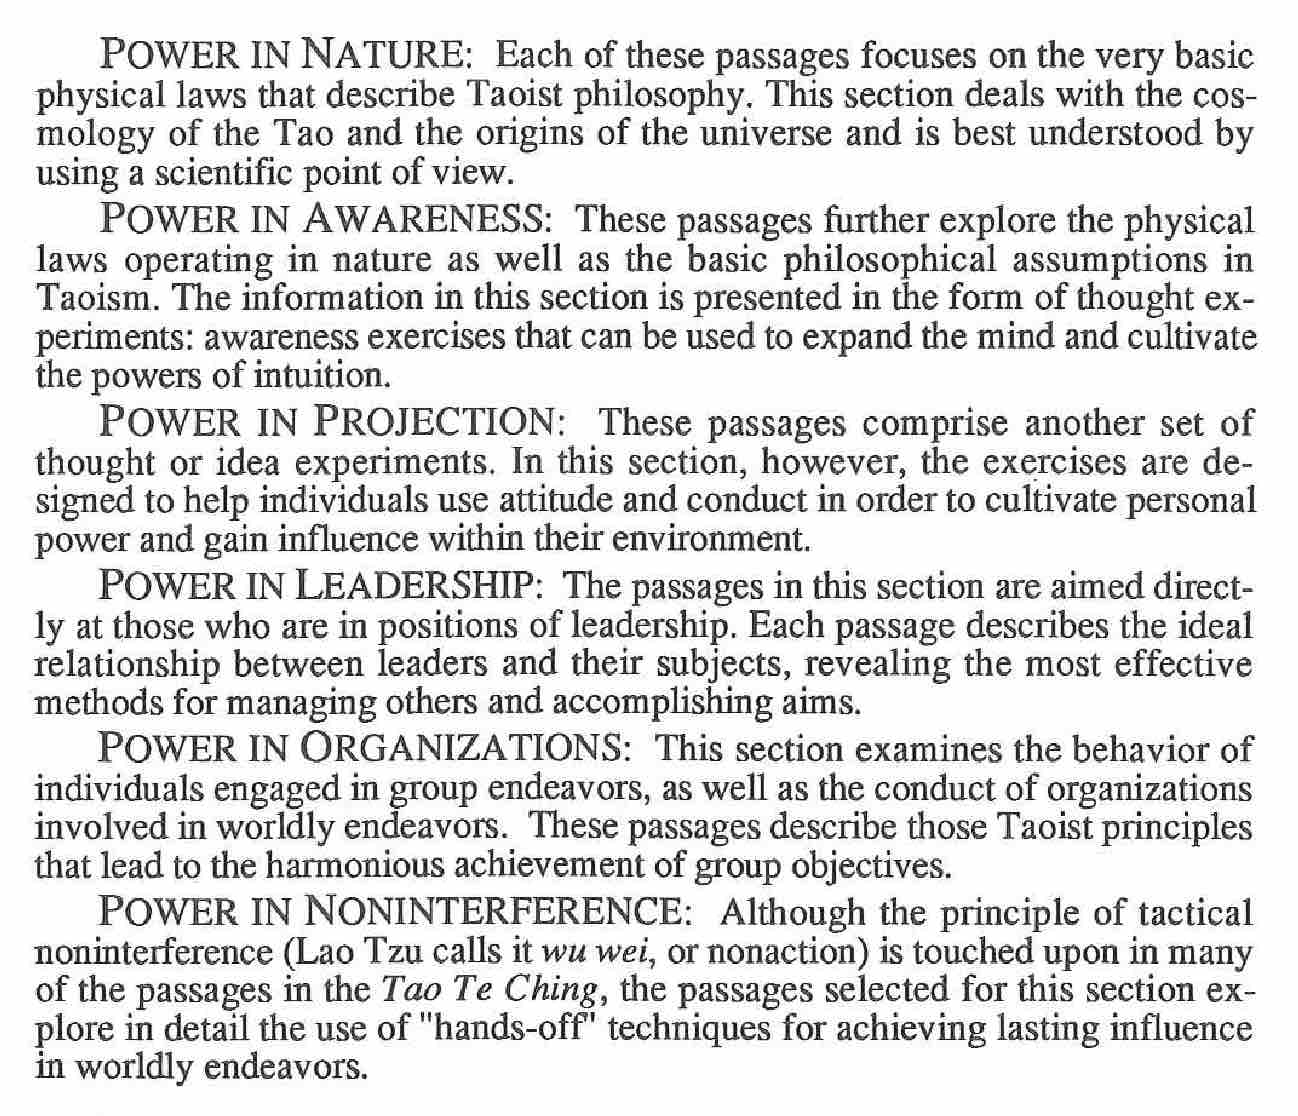 POWER IN NATURE: Each of these passages focuses on the very basic
physical laws that describe Taoist philosophy. This section deals with the cos-
mology of the Tao and the origins of the universe and is best understood by
using a scientific point of view.
POWER IN AWARENESS: These passages further explore the physical
laws operating in nature as well as the basic philosophical assumptions in
Taoism. The information in this section is presented in the form of thought ex-
periments: awareness exercises that can be used to expand the mind and cultivate
the powers of intuition.
POWER IN PROJECTION: These passages comprise another set of
thought or idea experiments. In this section, however, the exercises are de-
signed to help individuals use attitude and conduct in order to cultivate personal
power and gain influence within their environment.
POWER IN LEADERSHIP: The passages in this section are aimed direct-
ly at those who are in positions of leadership. Each passage describes the ideal
relationship between leaders and their subjects, revealing the most effective
methods for managing others and accomplishing aims.
POWER IN ORGANIZATIONS: This section examines the behavior of
individuals engaged in group endeavors, as well as the conduct of organizations
involved in worldly endeavors. These passages describe those Taoist principles
that lead to the harmonious achievement of group objectives.
POWER IN NONINTERFERENCE: Although the principle of tactical
noninterference (Lao Tzu calls it wu wei, or nonaction) is touched upon in many
of the passages in the Tao Te Ching, the passages selected for this section ex-
plore in detail the use of "hands-off" techniques for achieving lasting influence
in worldly endeavors.